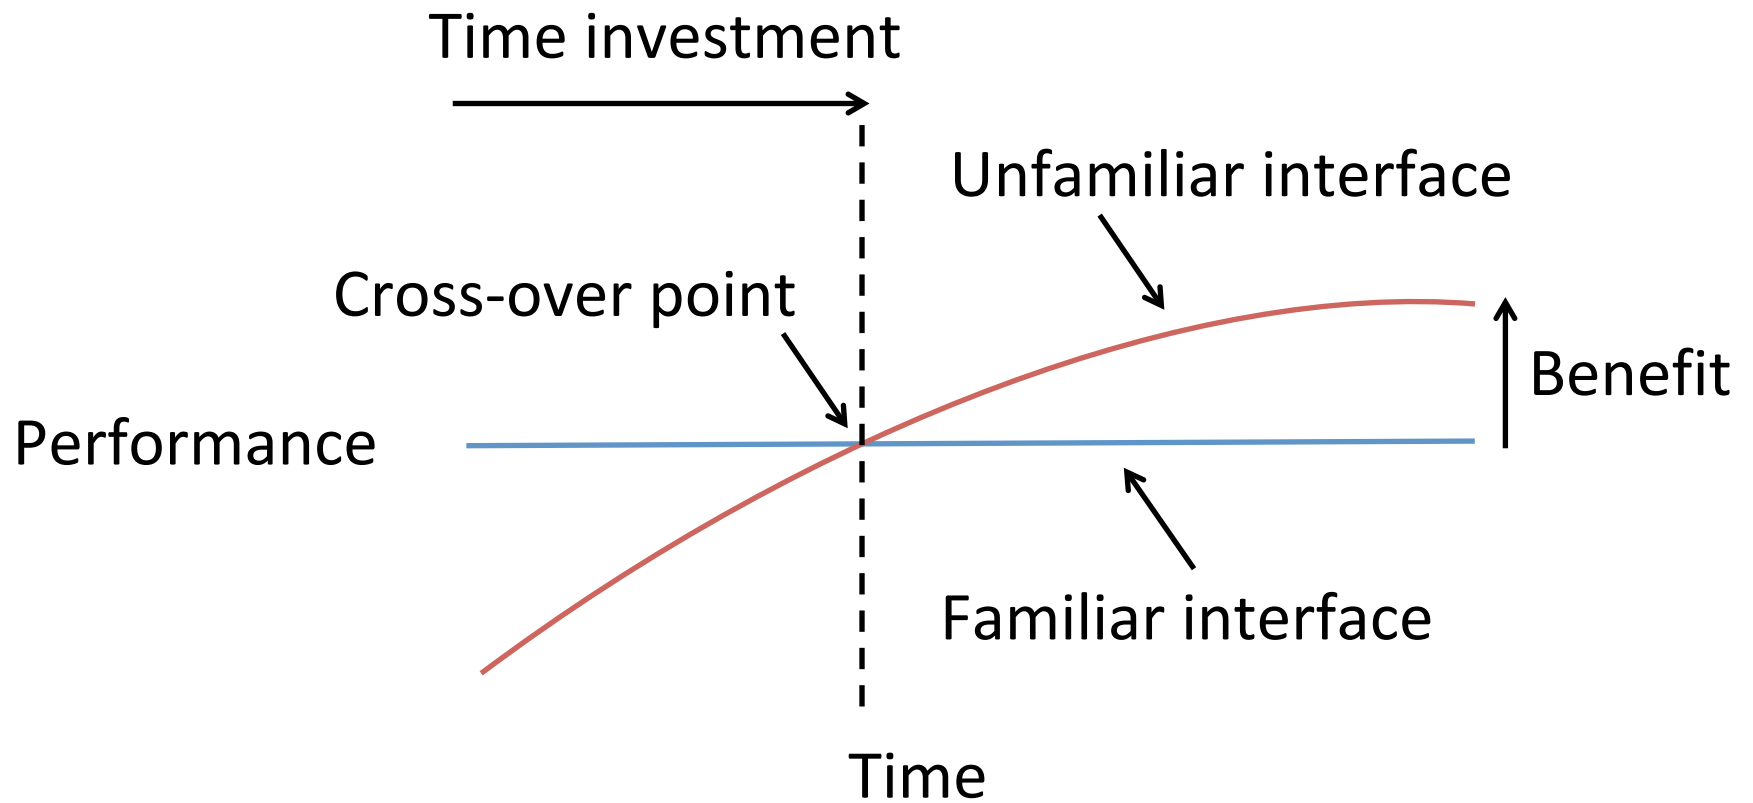 Time investment
Unfamiliar interface
Cross-over point
Benefit
Performance
Familiar interface
Time